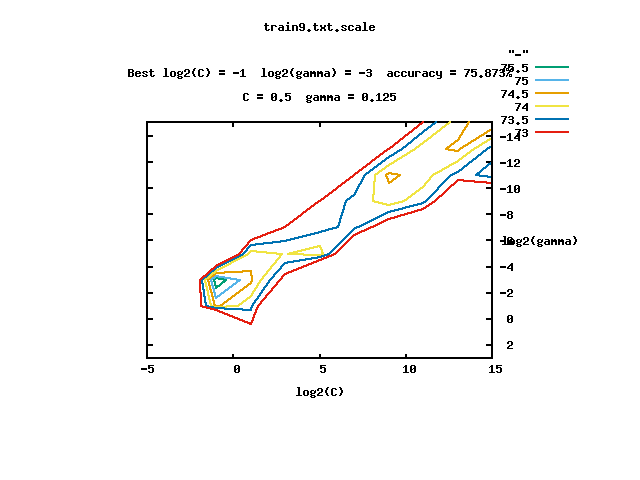 train9.txt.scale
"-"
Best log2(C) = -1  log2(gamma) = -3  accuracy = 75.873%
75.5
75
C = 0.5  gamma = 0.125
74.5
74
73.5
73
-14
-12
-10
-8
-6
log2(gamma)
-4
-2
0
2
-5 0 5 10 15
log2(C)